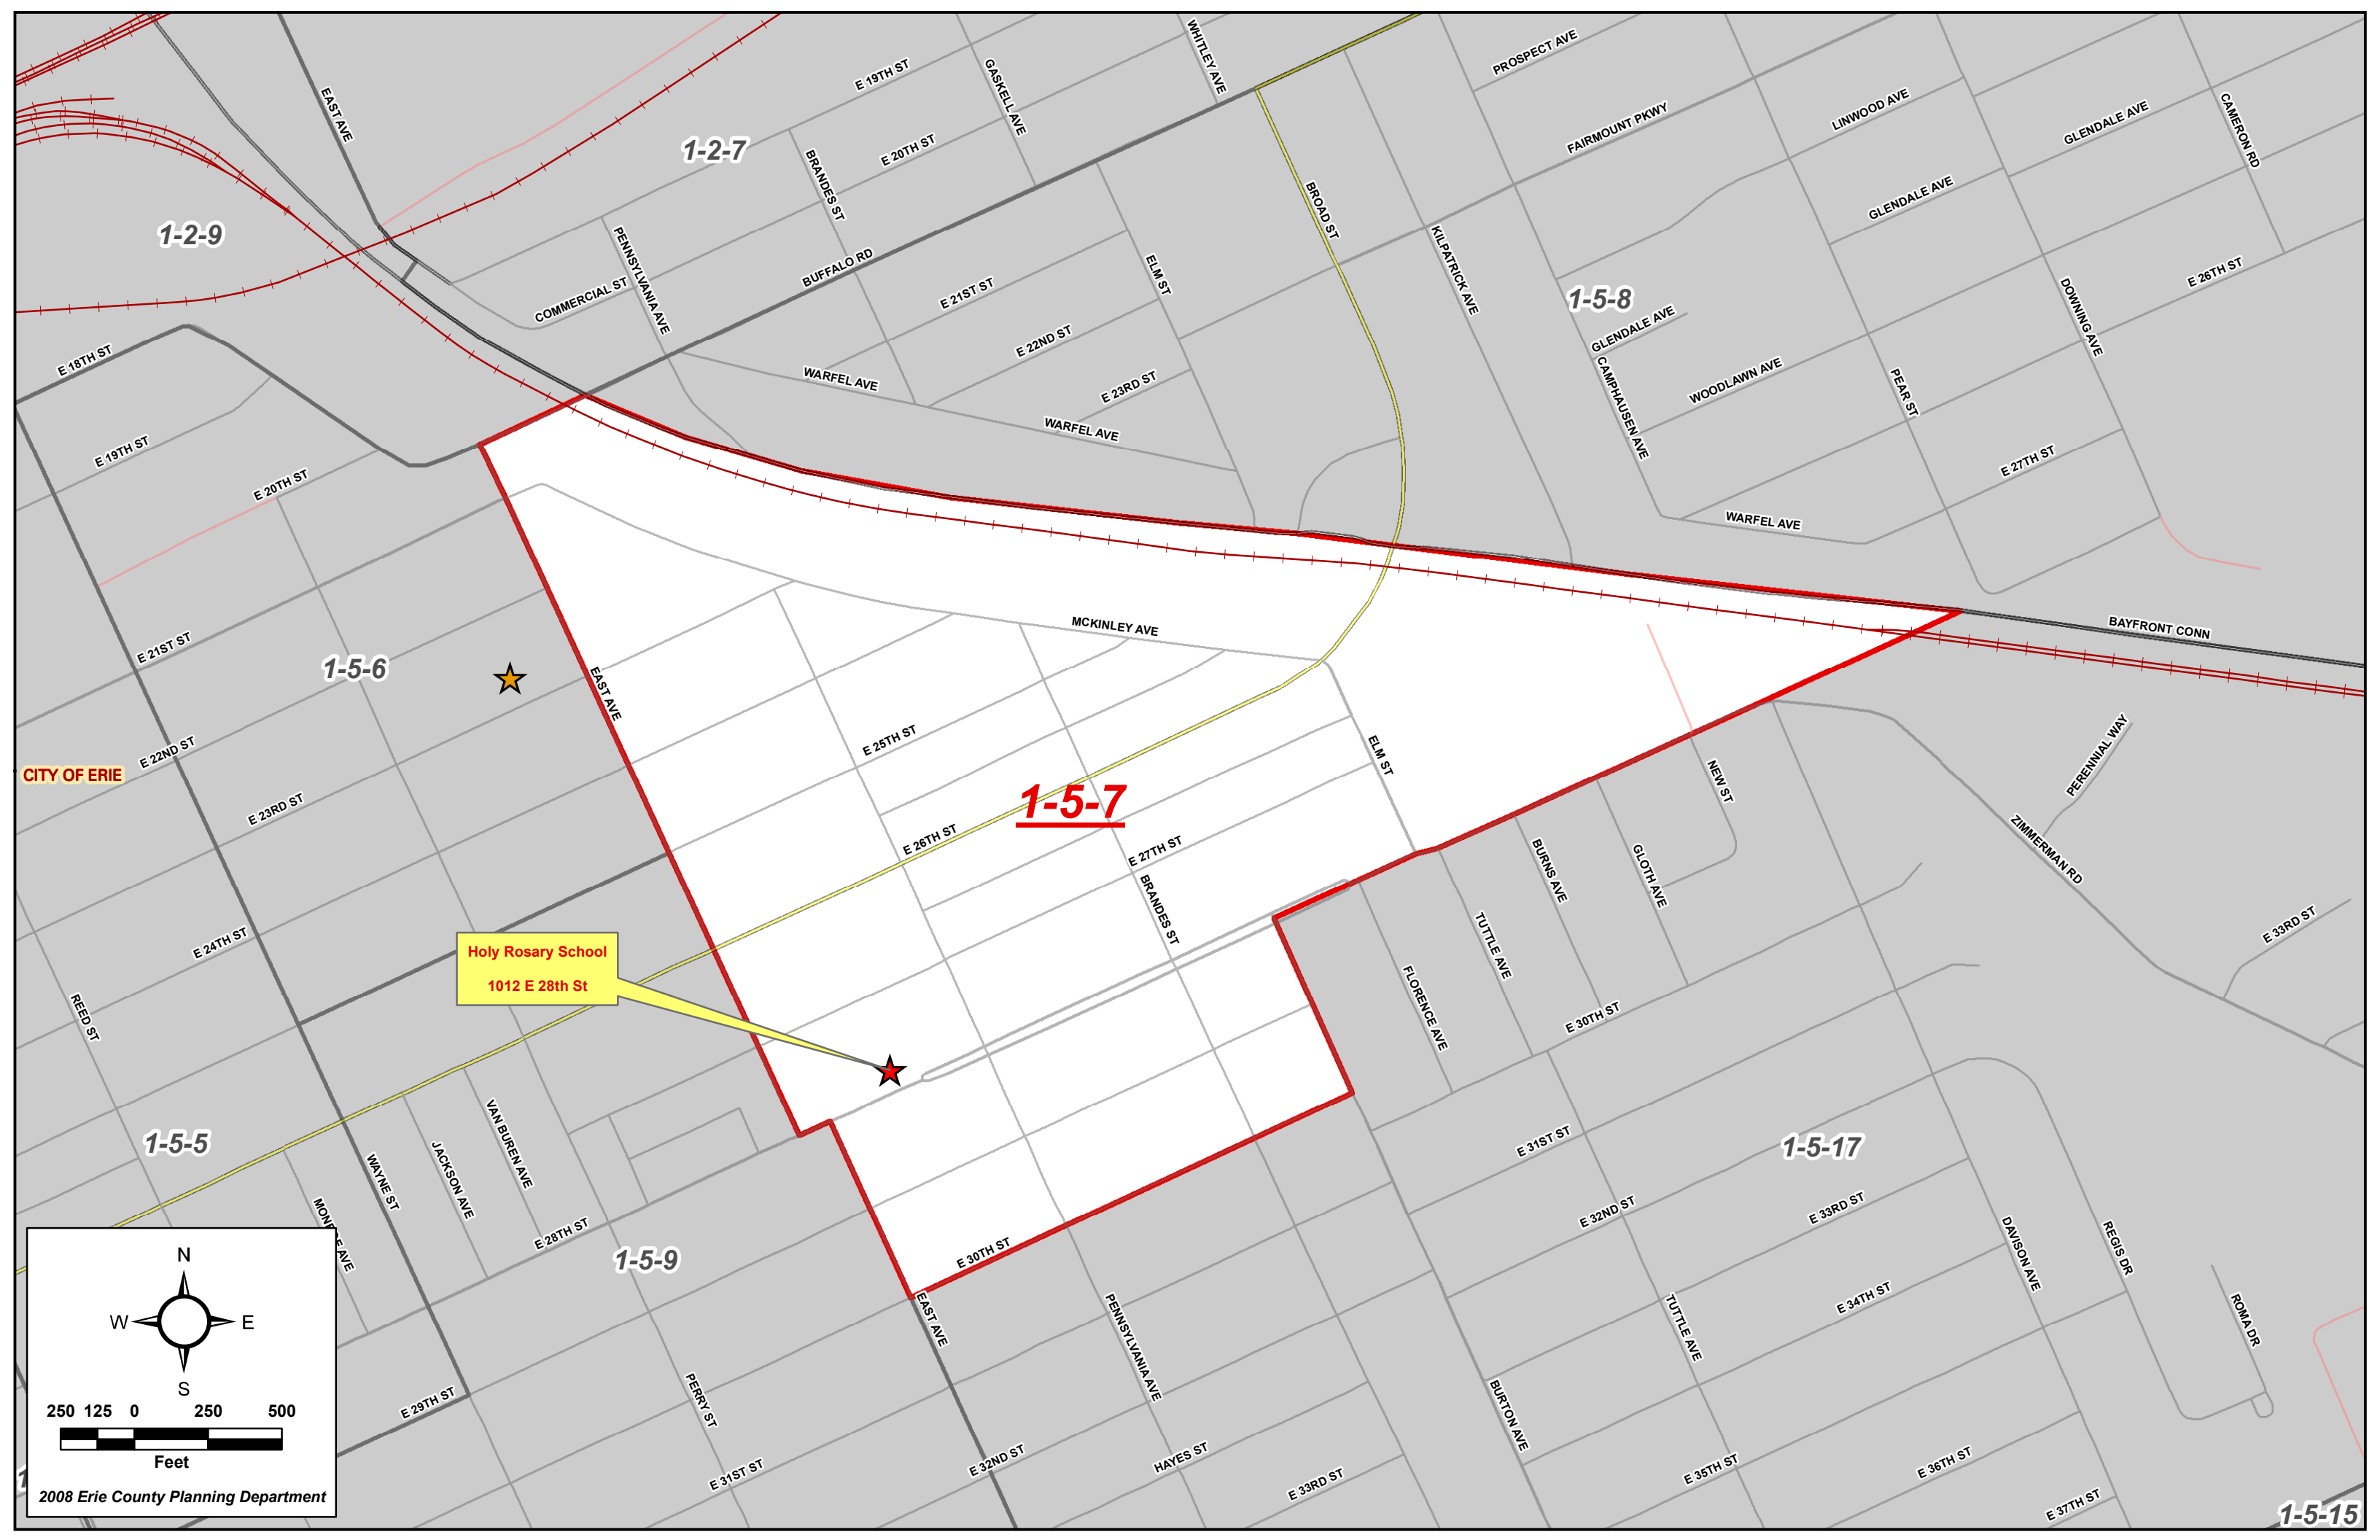 PROSPECT AVE
WHITLEY AVE
E 19TH ST
GASKELL AVE
EAST AVE
LINWOOD AVE
GLENDALE AVE
CAMERON RD
FAIRMOUNT PKWY
1-2-7
E 20TH ST
BRANDES ST
BROAD ST
GLENDALE AVE
1-2-9
PENNSYLVANIA AVE
BUFFALO RD
ELM ST
KILPATRICK AVE
E 26TH ST
COMMERCIAL ST
E 21ST ST
1-5-8
DOWNING AVE
GLENDALE AVE
E 22ND ST
E 18TH ST
WARFEL AVE
E 23RD ST
CAMPHAUSEN AVE
WOODLAWN AVE
PEAR ST
WARFEL AVE
E 19TH ST
E 27TH ST
E 20TH ST
WARFEL AVE
MCKINLEY AVE
BAYFRONT CONN
E 21ST ST
1-5-6
EAST AVE
E 25TH ST
ELM ST
PERENNIAL WAY
E 22ND ST
CITY OF ERIE
NEW ST
1-5-7
E 23RD ST
E 26TH ST
E 27TH ST
ZIMMERMAN RD
BURNS AVE
GLOTH AVE
BRANDES ST
E 24TH ST
TUTTLE AVE
E 33RD ST
Holy Rosary School
1012 E 28th St
FLORENCE AVE
REED ST
E 30TH ST
1-5-5
VAN BUREN AVE
JACKSON AVE
WAYNE ST
E 31ST ST
1-5-17
E 28TH ST
1-5-9
E 30TH ST
E 32ND ST
E 33RD ST
DAVISON AVE
REGIS DR
EAST AVE
PENNSYLVANIA AVE
TUTTLE AVE
E 34TH ST
ROMA DR
N
W E
S
E 29TH ST
PERRY ST
BURTON AVE
250 125 0 250 500
Feet
E 31ST ST
E 32ND ST
HAYES ST
E 33RD ST
E 35TH ST
E 36TH ST
E 37TH ST
1-5-15
2008 Erie County Planning Department